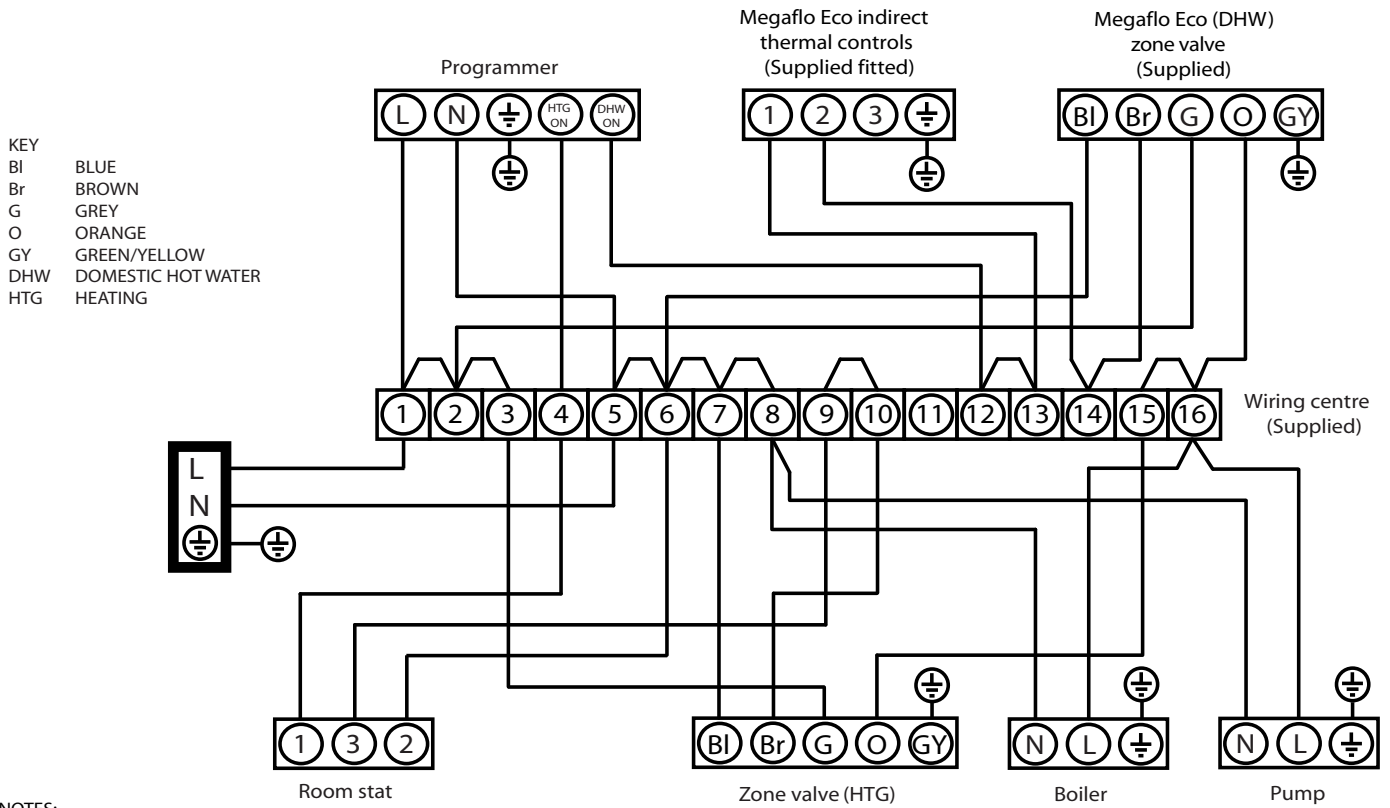 Megaflo Eco indirect
thermal controls
(Supplied fitted)
Megaflo Eco (DHW)
zone valve
(Supplied)
Programmer
L N HTG ON DHW ON
1 2 3
Bl Br G O GY
KEY
Bl BLUE
Br BROWN
G GREY
O ORANGE
GY GREEN/YELLOW
DHW DOMESTIC HOT WATER
HTG HEATING
1 2 3 4 5 6 7 8 9 10 11 12 13 14 15 16
Wiring centre
(Supplied)
L
N
1 3 2
Bl Br G O GY
N L
N L
Room stat
Zone valve (HTG)
Boiler
Pump
NOTES: